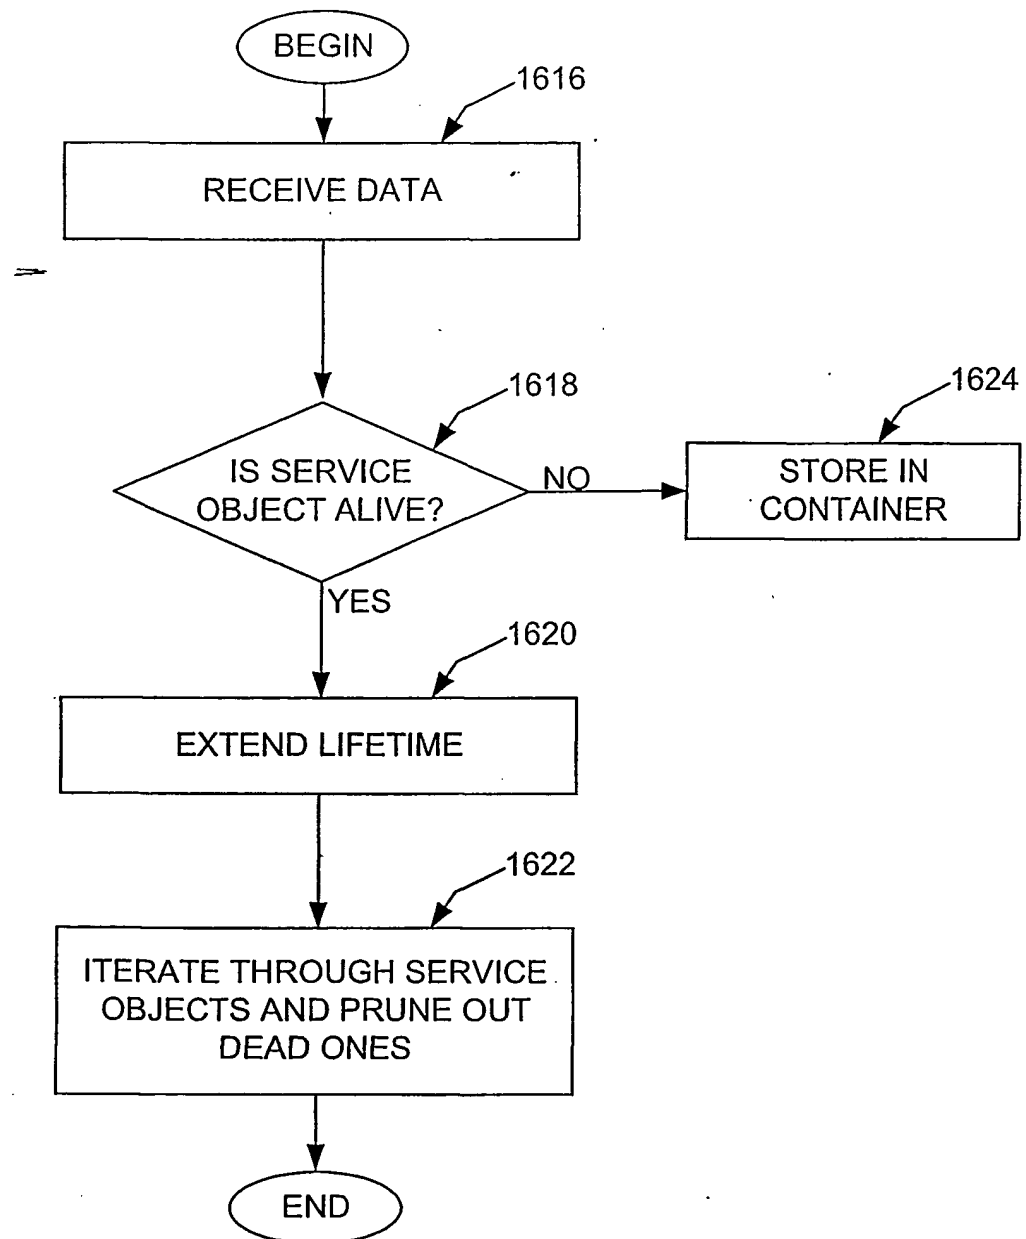 BEGIN
1616
RECEIVE DATA
1618
1624
IS SERVICE
OBJECT ALIVE?
NO
STORE IN
CONTAINER
YES
1620
EXTEND LIFETIME
1622
ITERATE THROUGH SERVICE
OBJECTS AND PRUNE OUT
DEAD ONES
END